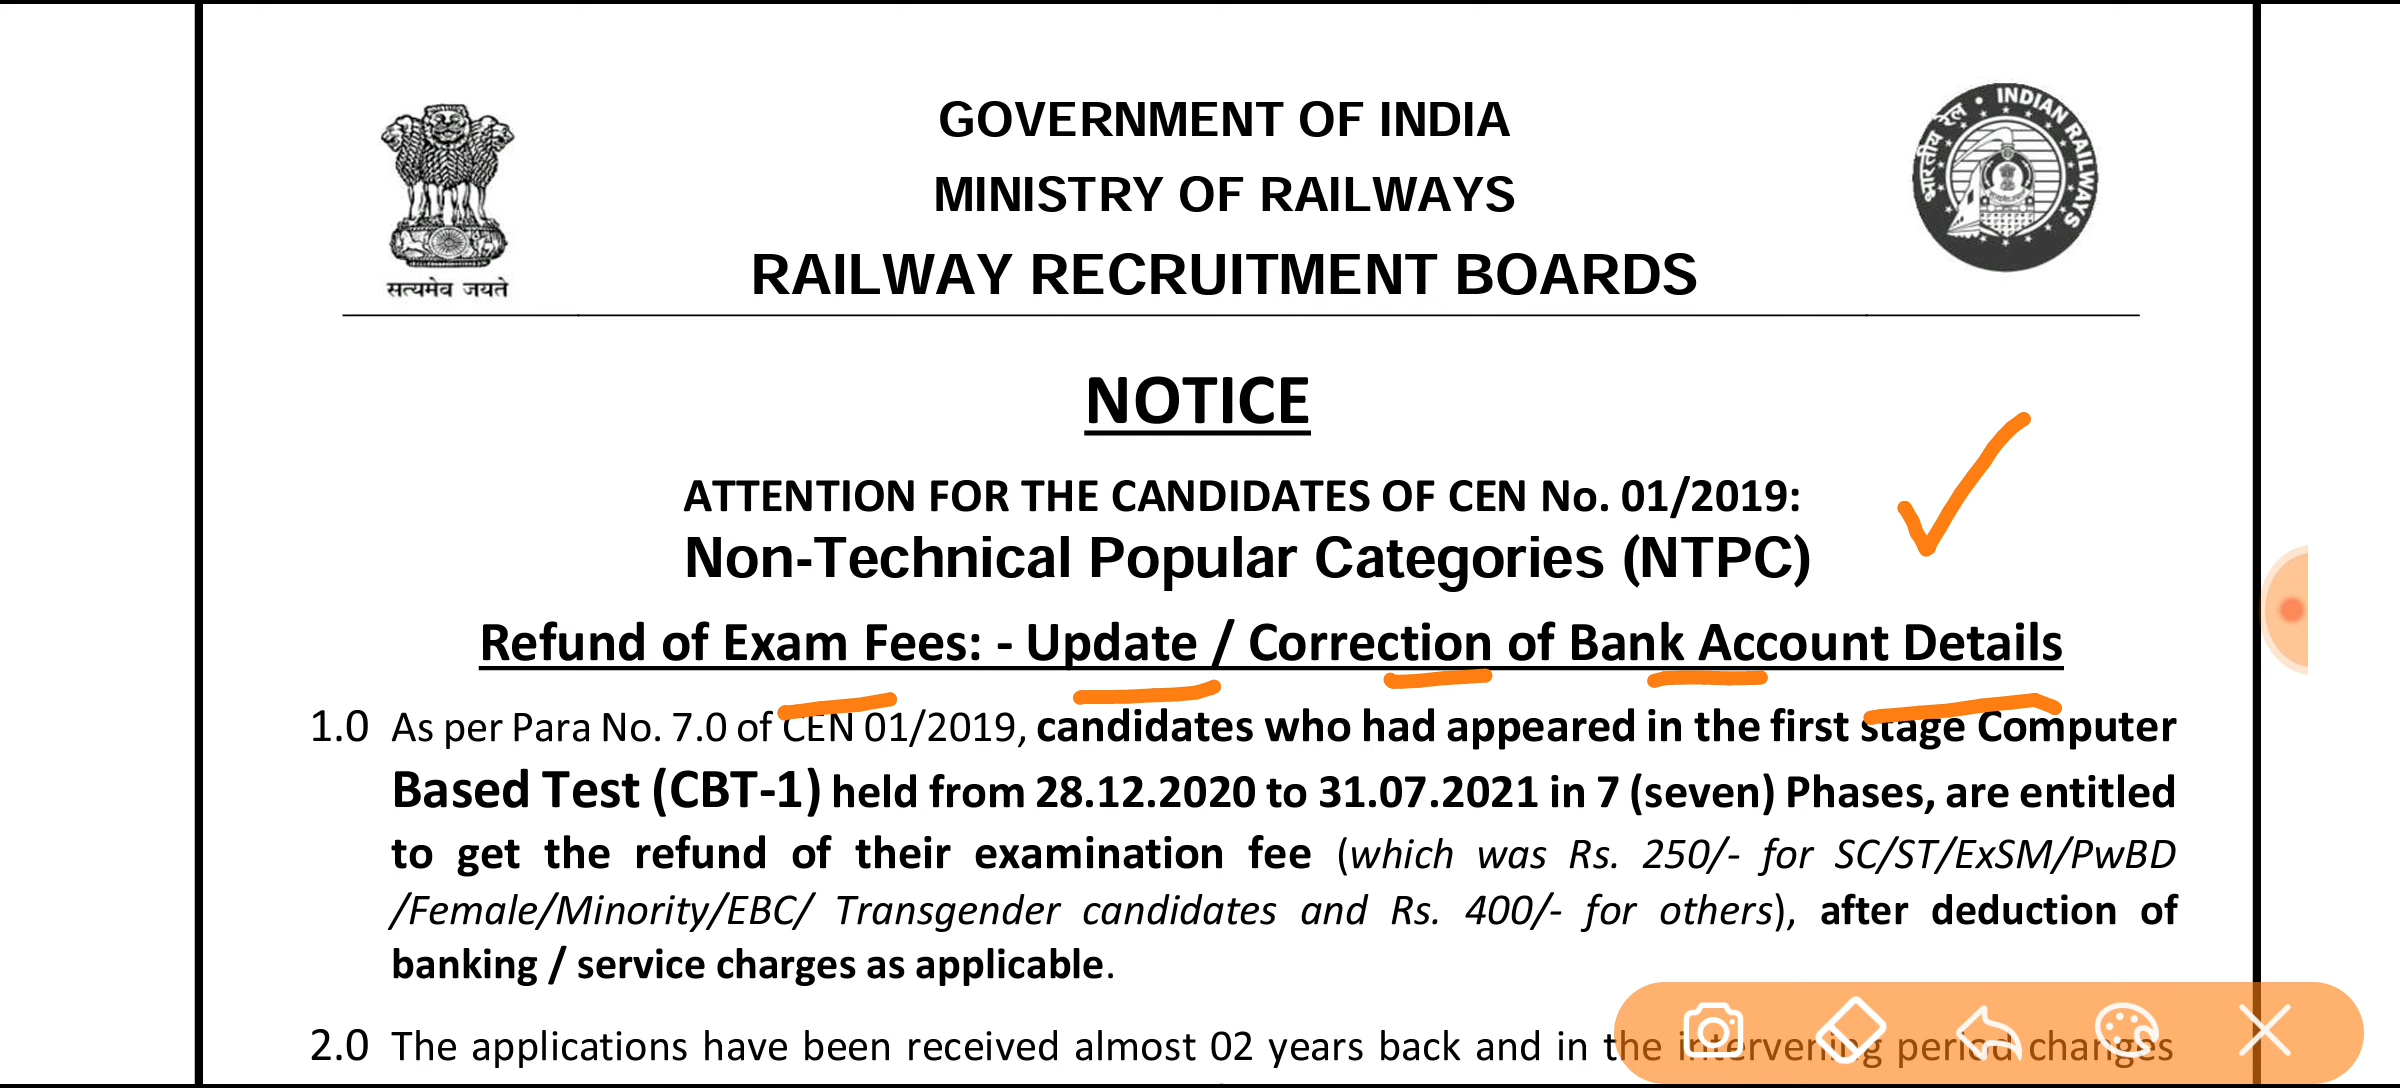 सत्यमेव जयते
GOVERNMENT OF INDIA
MINISTRY OF RAILWAYS
RAILWAY RECRUITMENT BOARDS
भारतीय रेल • INDIAN RAILWAYS
NOTICE
ATTENTION FOR THE CANDIDATES OF CEN No. 01/2019:
Non-Technical Popular Categories (NTPC)
Refund of Exam Fees: - Update / Correction of Bank Account Details
1.0 As per Para No. 7.0 of CEN 01/2019, candidates who had appeared in the first stage Computer
Based Test (CBT-1) held from 28.12.2020 to 31.07.2021 in 7 (seven) Phases, are entitled
to get the refund of their examination fee (which was Rs. 250/- for SC/ST/ExSM/PwBD
/Female/Minority/EBC/ Transgender candidates and Rs. 400/- for others), after deduction of
banking / service charges as applicable.
2.0 The applications have been received almost 02 years back and in the intervening period changes